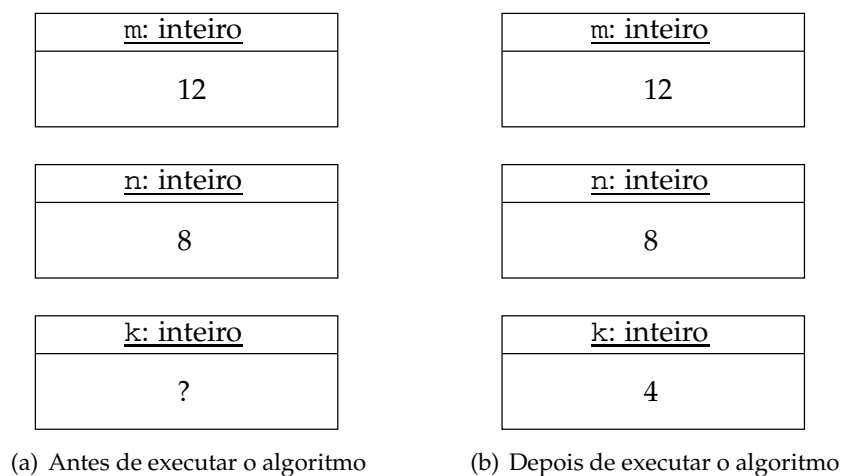 m: inteiro
12
n: inteiro
8
k: inteiro
?
(a) Antes de executar o algoritmo
m: inteiro
12
n: inteiro
8
k: inteiro
4
(b) Depois de executar o algoritmo